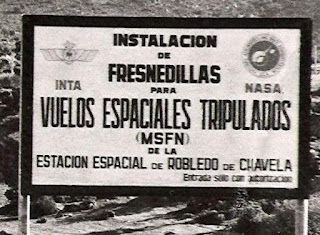 INSTALACION
DE
FRESNEDILLAS
PARA
INTA
NASA
VUELOS ESPACIALES TRIPULADOS
(MSFN)
DE LA
ESTACION ESPACIAL DE ROBLEDO DE CHAVELA
Entrada sólo con autorización